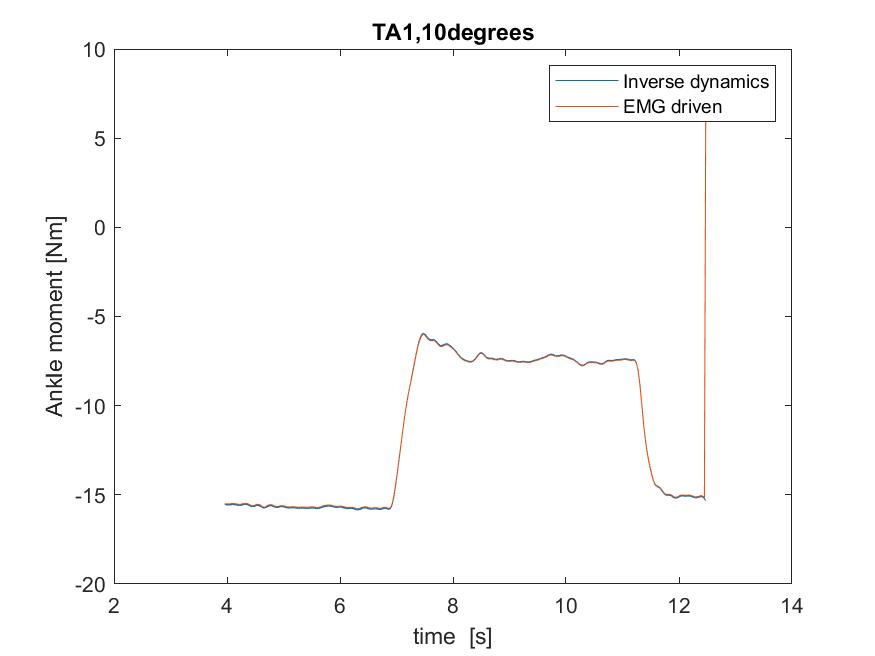 TA1,10degrees
10
5
0
-5
-10
-15
-20
Ankle moment [Nm]
Inverse dynamics
EMG driven
2 4 6 8 10 12 14
time [s]